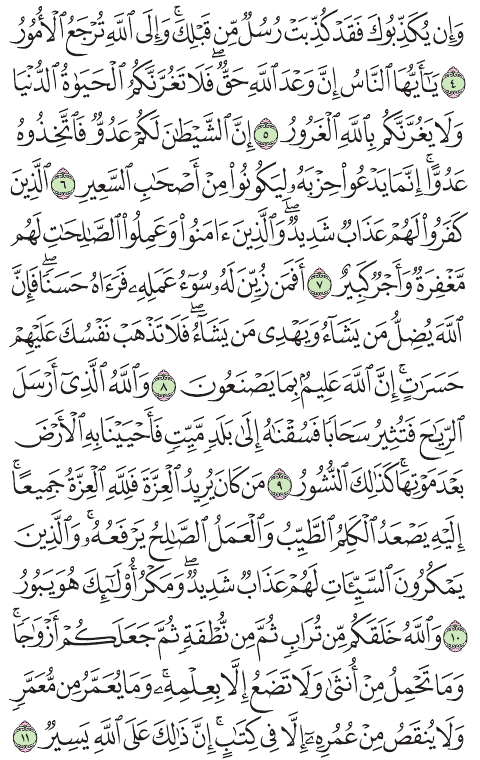 وَإِن يُكَذِّبُوكَ فَقَدْ كُذِّبَتْ رُسُلٌ مِّن قَبْلِكَ ۚ وَإِلَى ٱللَّهِ تُرْجَعُ ٱلْأُمُورُ
٤ يَـٰٓأَيُّهَا ٱلنَّاسُ إِنَّ وَعْدَ ٱللَّهِ حَقٌّ ۖ فَلَا تَغُرَّنَّكُمُ ٱلْحَيَوٰةُ ٱلدُّنْيَا
وَلَا يَغُرَّنَّكُم بِٱللَّهِ ٱلْغَرُورُ ٥ إِنَّ ٱلشَّيْطَـٰنَ لَكُمْ عَدُوٌّ فَٱتَّخِذُوهُ
عَدُوًّا ۚ إِنَّمَا يَدْعُوا۟ حِزْبَهُۥ لِيَكُونُوا۟ مِنْ أَصْحَـٰبِ ٱلسَّعِيرِ ٦ ٱلَّذِينَ
كَفَرُوا۟ لَهُمْ عَذَابٌ شَدِيدٌ ۖ وَٱلَّذِينَ ءَامَنُوا۟ وَعَمِلُوا۟ ٱلصَّـٰلِحَـٰتِ لَهُم
مَّغْفِرَةٌ وَأَجْرٌ كَبِيرٌ ٧ أَفَمَن زُيِّنَ لَهُۥ سُوٓءُ عَمَلِهِۦ فَرَءَاهُ حَسَنًا ۖ فَإِنَّ
ٱللَّهَ يُضِلُّ مَن يَشَآءُ وَيَهْدِى مَن يَشَآءُ ۖ فَلَا تَذْهَبْ نَفْسُكَ عَلَيْهِمْ
حَسَرَٰتٍ ۚ إِنَّ ٱللَّهَ عَلِيمٌۢ بِمَا يَصْنَعُونَ ٨ وَٱللَّهُ ٱلَّذِىٓ أَرْسَلَ
ٱلرِّيَـٰحَ فَتُثِيرُ سَحَابًا فَسُقْنَـٰهُ إِلَىٰ بَلَدٍ مَّيِّتٍ فَأَحْيَيْنَا بِهِ ٱلْأَرْضَ
بَعْدَ مَوْتِهَا ۚ كَذَٰلِكَ ٱلنُّشُورُ ٩ مَن كَانَ يُرِيدُ ٱلْعِزَّةَ فَلِلَّهِ ٱلْعِزَّةُ جَمِيعًا ۚ
إِلَيْهِ يَصْعَدُ ٱلْكَلِمُ ٱلطَّيِّبُ وَٱلْعَمَلُ ٱلصَّـٰلِحُ يَرْفَعُهُۥ ۚ وَٱلَّذِينَ
يَمْكُرُونَ ٱلسَّيِّـَٔاتِ لَهُمْ عَذَابٌ شَدِيدٌ ۖ وَمَكْرُ أُو۟لَـٰٓئِكَ هُوَ يَبُورُ
١٠ وَٱللَّهُ خَلَقَكُم مِّن تُرَابٍ ثُمَّ مِن نُّطْفَةٍ ثُمَّ جَعَلَكُمْ أَزْوَٰجًا ۚ
وَمَا تَحْمِلُ مِنْ أُنثَىٰ وَلَا تَضَعُ إِلَّا بِعِلْمِهِۦ ۚ وَمَا يُعَمَّرُ مِن مُّعَمَّرٍ
وَلَا يُنقَصُ مِنْ عُمُرِهِۦٓ إِلَّا فِى كِتَـٰبٍ ۚ إِنَّ ذَٰلِكَ عَلَى ٱللَّهِ يَسِيرٌ ١١